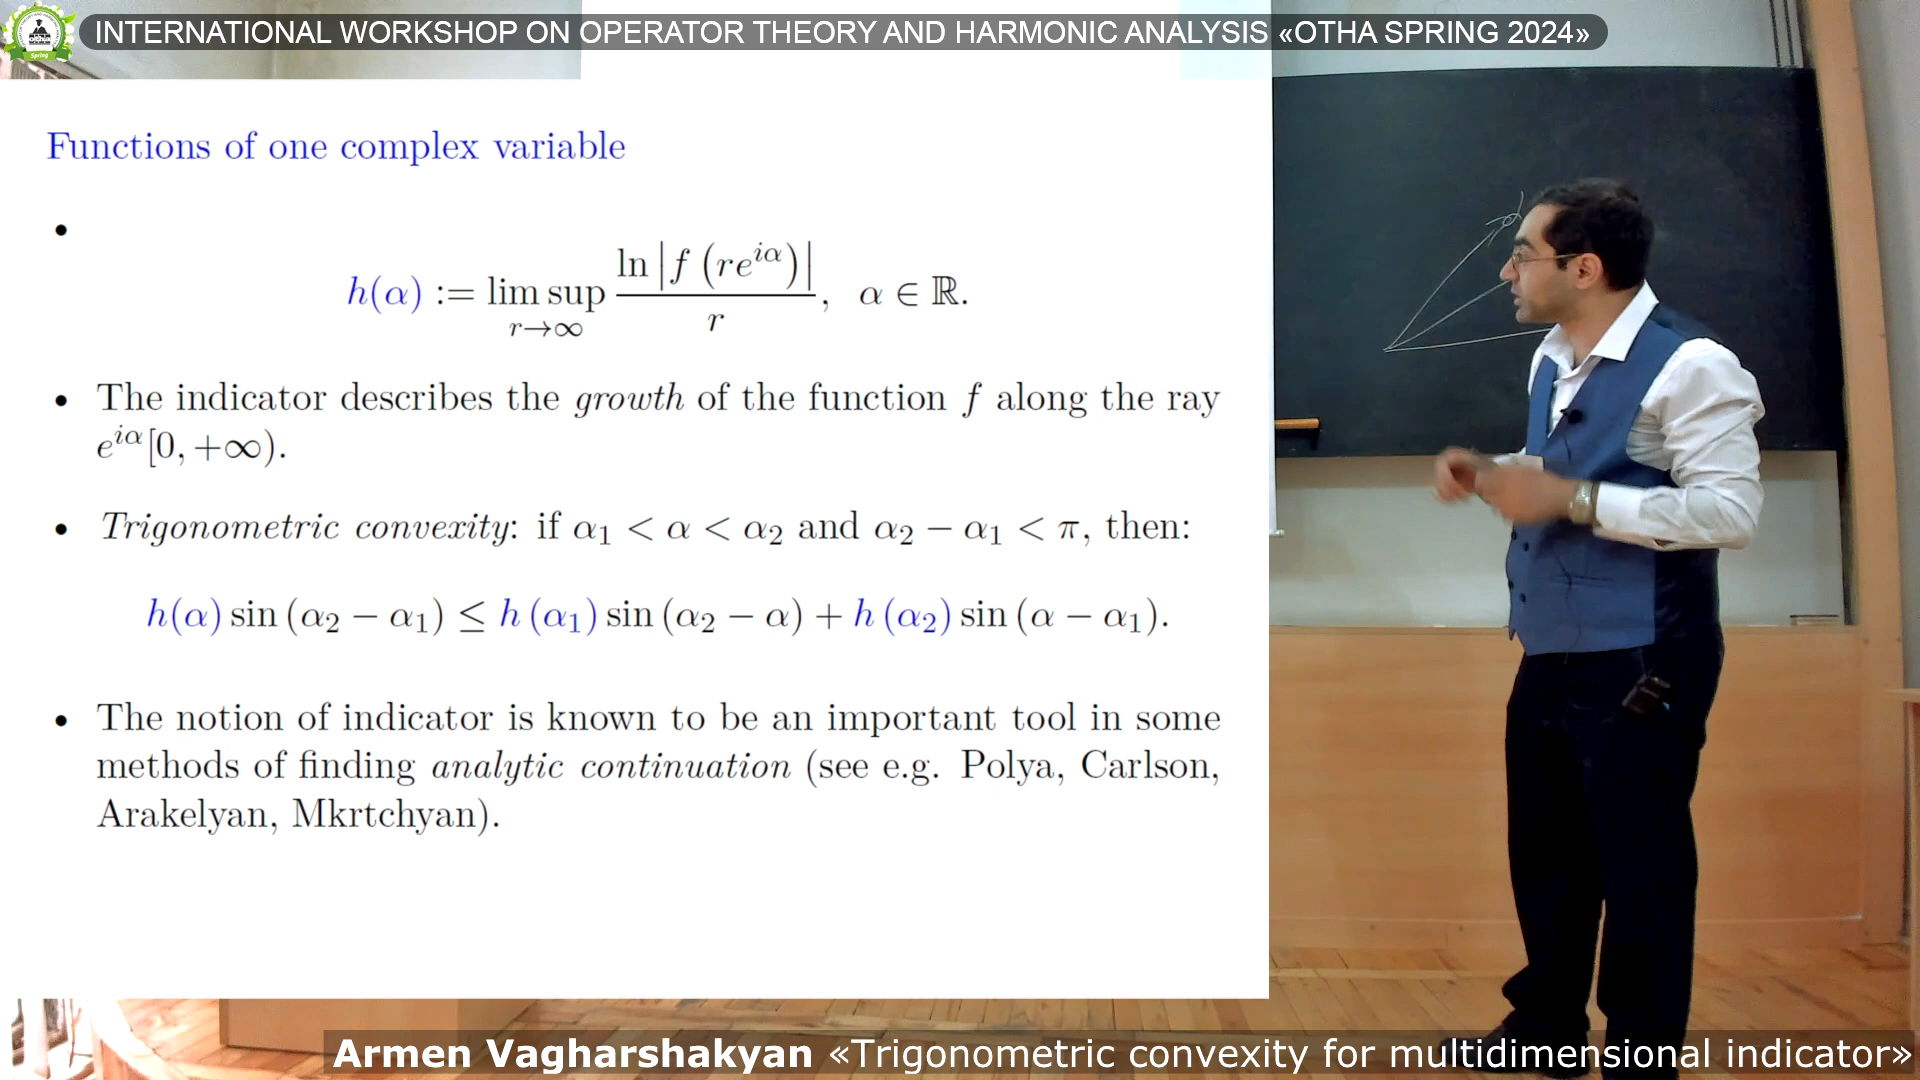 INTERNATIONAL WORKSHOP ON OPERATOR THEORY AND HARMONIC ANALYSIS «OTHA SPRING 2024»
Functions of one complex variable
• h(α) := lim sup_{r→∞} ln|f(re^{iα})| / r, α ∈ ℝ.
• The indicator describes the growth of the function f along the ray
e^{iα}[0, +∞).
• Trigonometric convexity: if α₁ < α < α₂ and α₂ − α₁ < π, then:
h(α) sin (α₂ − α₁) ≤ h (α₁) sin (α₂ − α) + h (α₂) sin (α − α₁).
• The notion of indicator is known to be an important tool in some
methods of finding analytic continuation (see e.g. Polya, Carlson,
Arakelyan, Mkrtchyan).
Armen Vagharshakyan «Trigonometric convexity for multidimensional indicator»